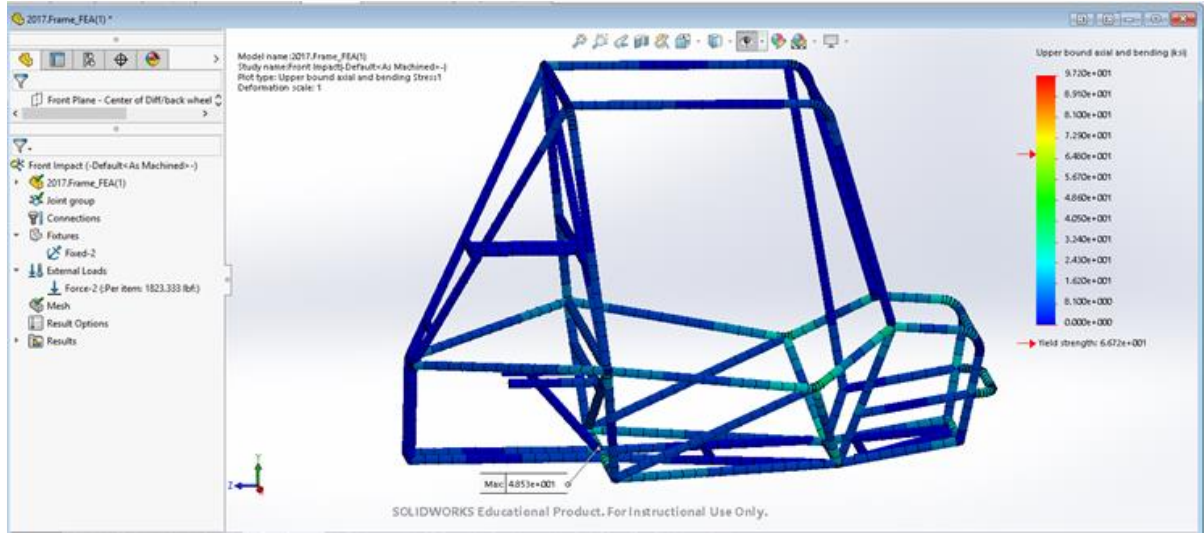 2017.Frame_FEA(1) *
Front Plane - Center of Diff/back wheel
Front Impact (-Default<As Machined>-)
2017.Frame_FEA(1)
Joint group
Connections
Fixtures
Fixed-2
External Loads
Force-2 (:Per item: 1823.333 lbf:)
Mesh
Result Options
Results
Model name:2017.Frame_FEA(1)
Study name:Front Impact(-Default<As Machined>-)
Plot type: Upper bound axial and bending Stress1
Deformation scale: 1
Upper bound axial and bending (ksi)
9.720e+001
8.910e+001
8.100e+001
7.290e+001
6.480e+001
5.670e+001
4.860e+001
4.050e+001
3.240e+001
2.430e+001
1.620e+001
8.100e+000
0.000e+000
Yield strength: 6.672e+001
Max: 4.853e+001
Y
Z
SOLIDWORKS Educational Product. For Instructional Use Only.